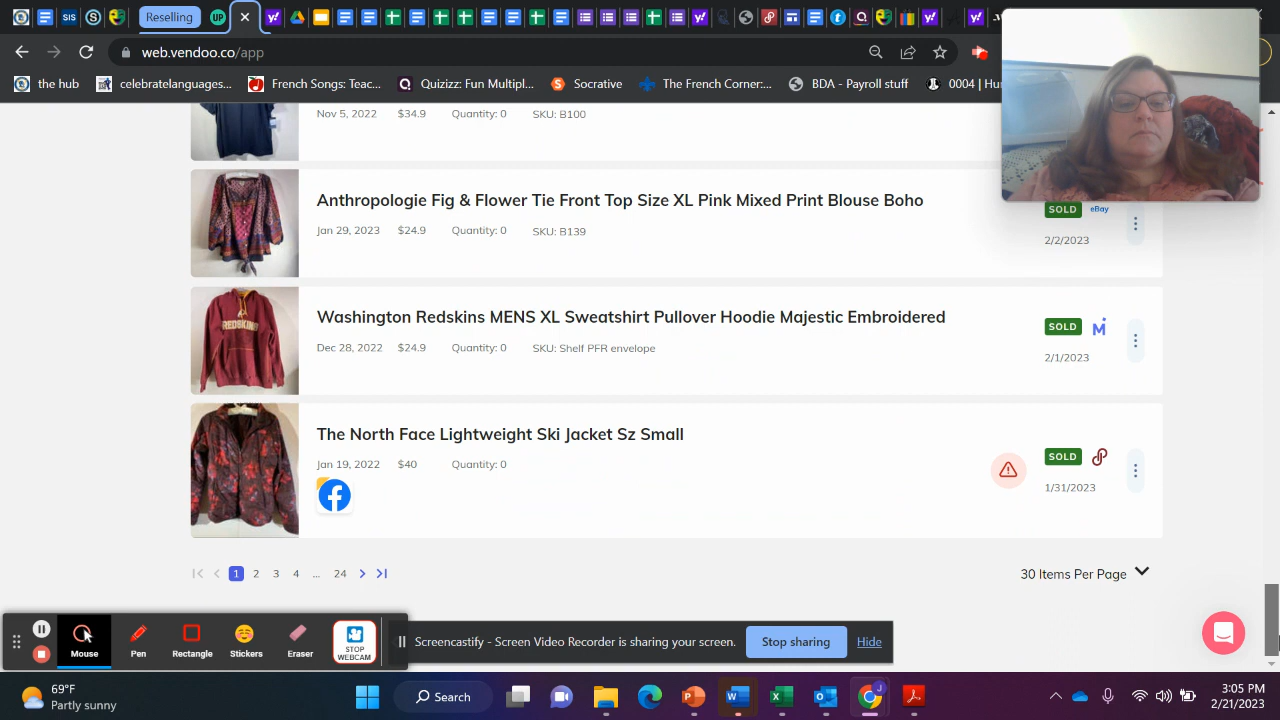 Reselling
UP
web.vendoo.co/app
the hub
celebratelanguages...
French Songs: Teac...
Quizizz: Fun Multipl...
Socrative
The French Corner:...
BDA - Payroll stuff
0004 | Hu
Nov 5, 2022 $34.9 Quantity: 0 SKU: B100
Anthropologie Fig & Flower Tie Front Top Size XL Pink Mixed Print Blouse Boho
Jan 29, 2023 $24.9 Quantity: 0 SKU: B139
SOLD eBay
2/2/2023
REDSKINS
Washington Redskins MENS XL Sweatshirt Pullover Hoodie Majestic Embroidered
Dec 28, 2022 $24.9 Quantity: 0 SKU: Shelf PFR envelope
SOLD M
2/1/2023
The North Face Lightweight Ski Jacket Sz Small
Jan 19, 2022 $40 Quantity: 0
SOLD
1/31/2023
1 2 3 4 ... 24
30 Items Per Page
Mouse Pen Rectangle Stickers Eraser STOP WEBCAM
Screencastify - Screen Video Recorder is sharing your screen. Stop sharing Hide
69°F
Partly sunny
Search
3:05 PM
2/21/2023